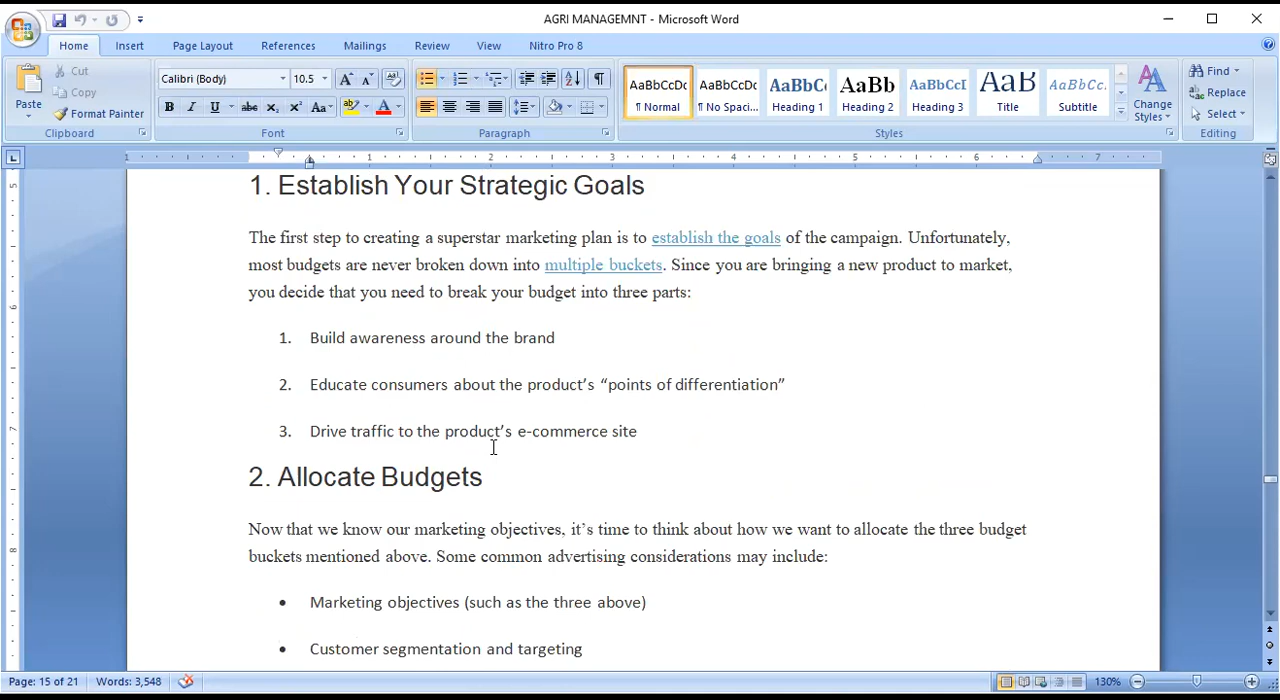 AGRI MANAGEMNT - Microsoft Word
Home Insert Page Layout References Mailings Review View Nitro Pro 8
Paste
Cut
Copy
Format Painter
Clipboard
Calibri (Body) 10.5
Font
Paragraph
AaBbCcDc AaBbCcDc AaBbC AaBb AaBbCcI AaB AaBbCc.
¶ Normal ¶ No Spaci... Heading 1 Heading 2 Heading 3 Title Subtitle
Change
Styles
Styles
Find
Replace
Select
Editing
1 1 2 3 4 5 6 7
1. Establish Your Strategic Goals
The first step to creating a superstar marketing plan is to establish the goals of the campaign. Unfortunately,
most budgets are never broken down into multiple buckets. Since you are bringing a new product to market,
you decide that you need to break your budget into three parts:
1. Build awareness around the brand
2. Educate consumers about the product’s “points of differentiation”
3. Drive traffic to the product’s e-commerce site
2. Allocate Budgets
Now that we know our marketing objectives, it’s time to think about how we want to allocate the three budget
buckets mentioned above. Some common advertising considerations may include:
• Marketing objectives (such as the three above)
• Customer segmentation and targeting
Page: 15 of 21 Words: 3,548 130%